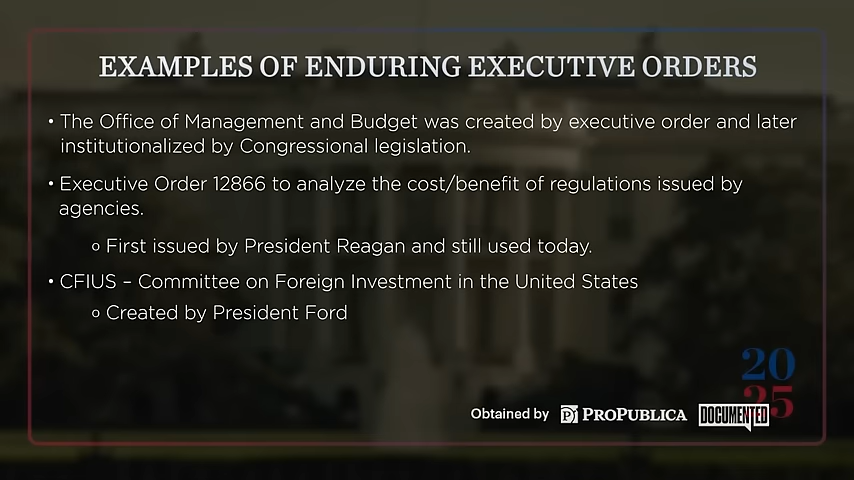 EXAMPLES OF ENDURING EXECUTIVE ORDERS
• The Office of Management and Budget was created by executive order and later
institutionalized by Congressional legislation.
• Executive Order 12866 to analyze the cost/benefit of regulations issued by
agencies.
o First issued by President Reagan and still used today.
• CFIUS – Committee on Foreign Investment in the United States
o Created by President Ford
20
25
Obtained by P PROPUBLICA DOCUMENTED